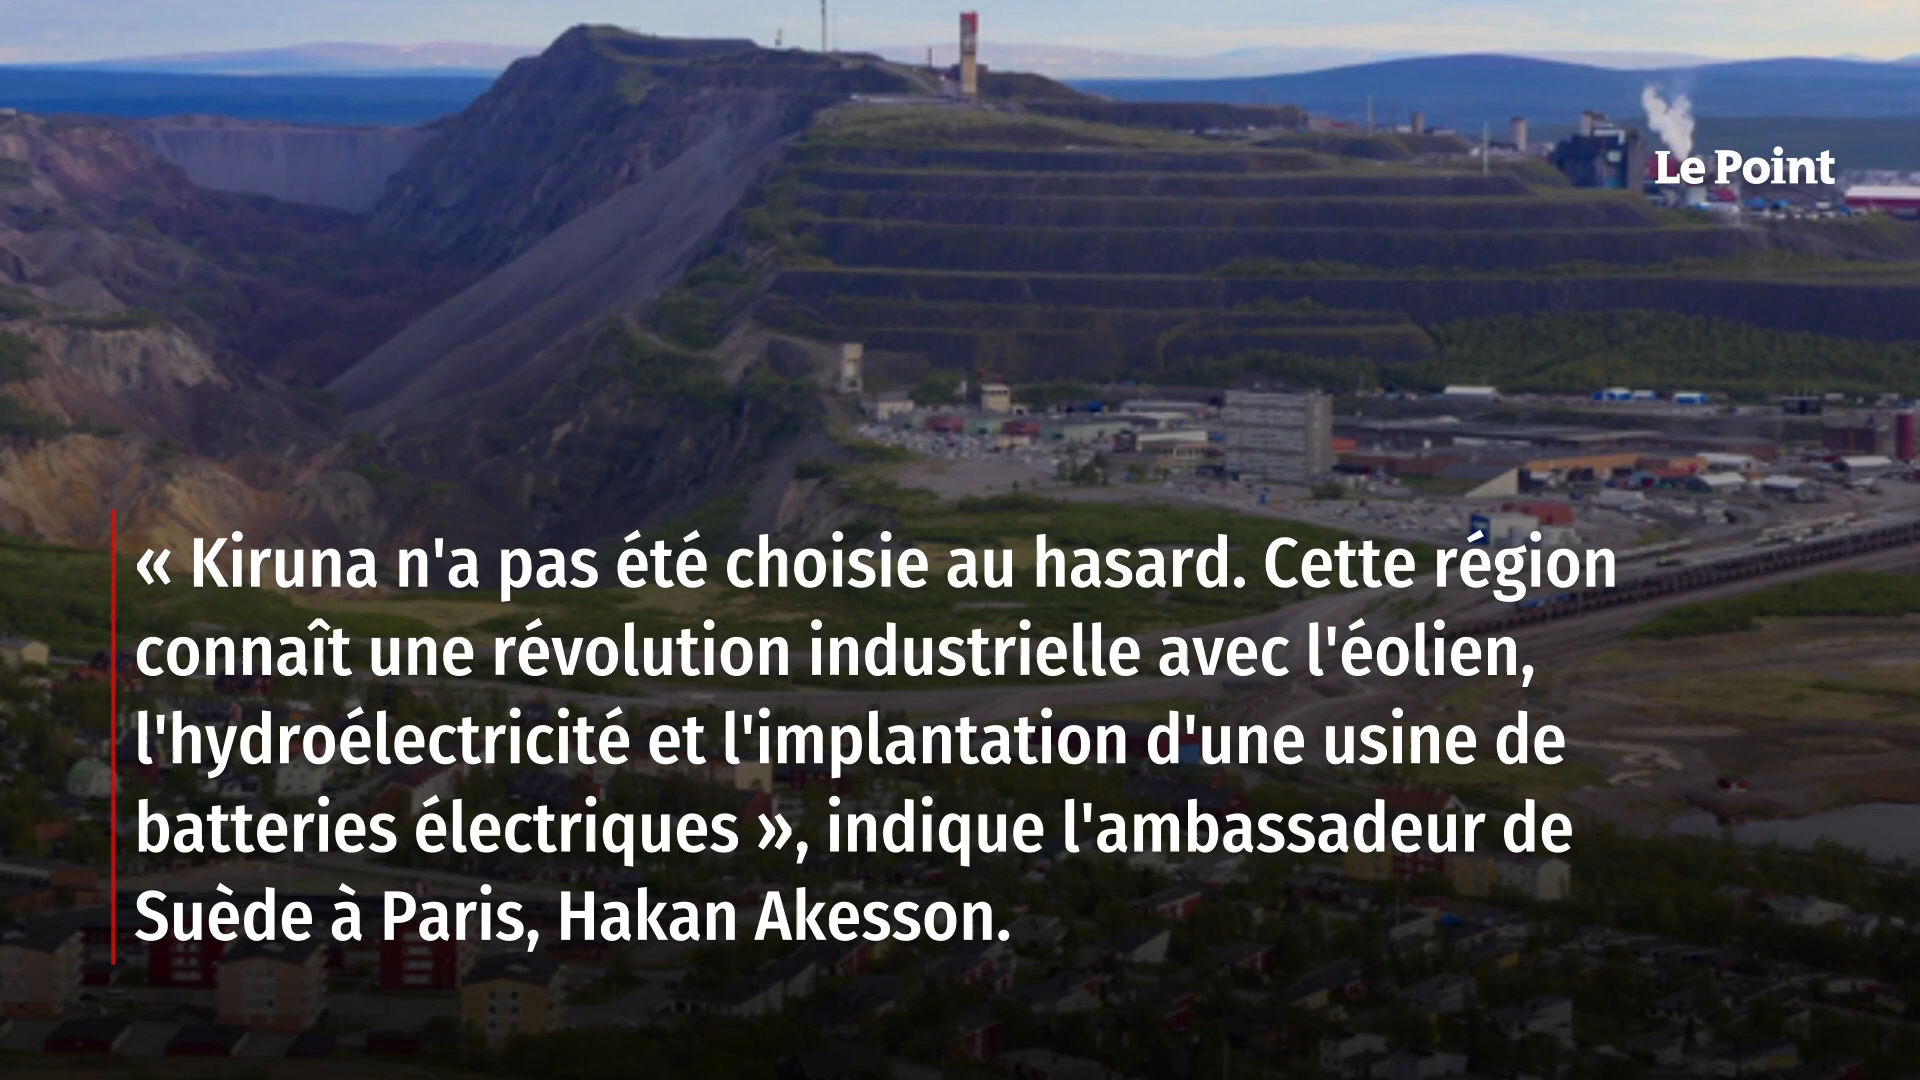 Le Point
« Kiruna n'a pas été choisie au hasard. Cette région
connaît une révolution industrielle avec l'éolien,
l'hydroélectricité et l'implantation d'une usine de
batteries électriques », indique l'ambassadeur de
Suède à Paris, Hakan Akesson.